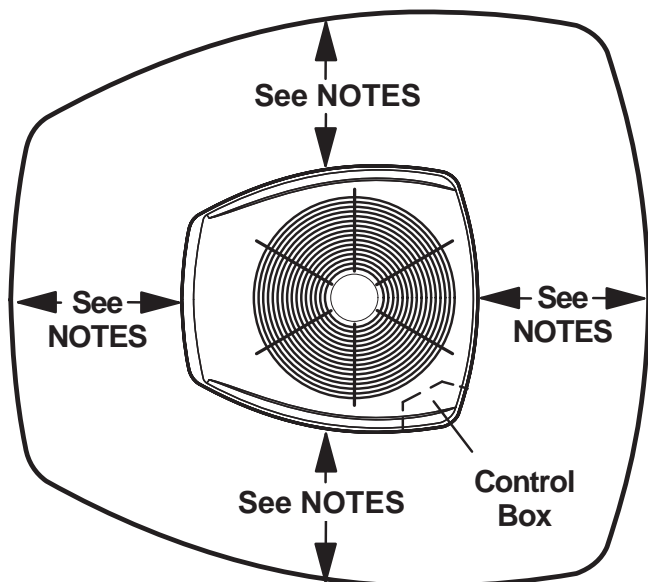 See NOTES
See
NOTES
See
NOTES
See NOTES
Control
Box